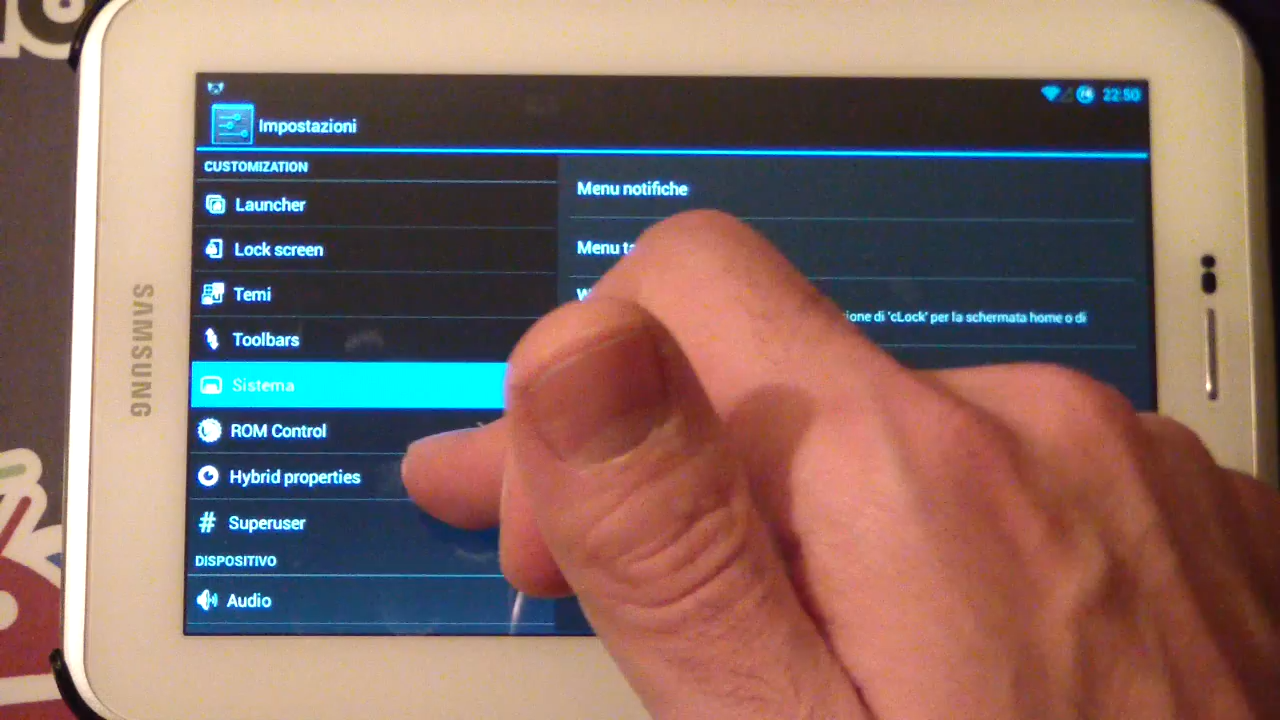 22:50
Impostazioni
CUSTOMIZATION
Launcher
Lock screen
Temi
Toolbars
Sistema
ROM Control
Hybrid properties
# Superuser
DISPOSITIVO
Audio
Menu notifiche
Menu
di 'cLock' per la schermata home o di
SAMSUNG